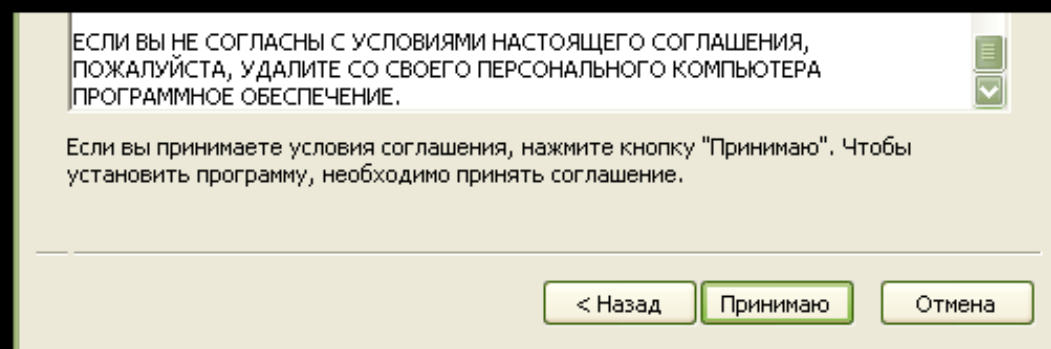 ЕСЛИ ВЫ НЕ СОГЛАСНЫ С УСЛОВИЯМИ НАСТОЯЩЕГО СОГЛАШЕНИЯ,
ПОЖАЛУЙСТА, УДАЛИТЕ СО СВОЕГО ПЕРСОНАЛЬНОГО КОМПЬЮТЕРА
ПРОГРАММНОЕ ОБЕСПЕЧЕНИЕ.
Если вы принимаете условия соглашения, нажмите кнопку "Принимаю". Чтобы
установить программу, необходимо принять соглашение.
< Назад Принимаю Отмена